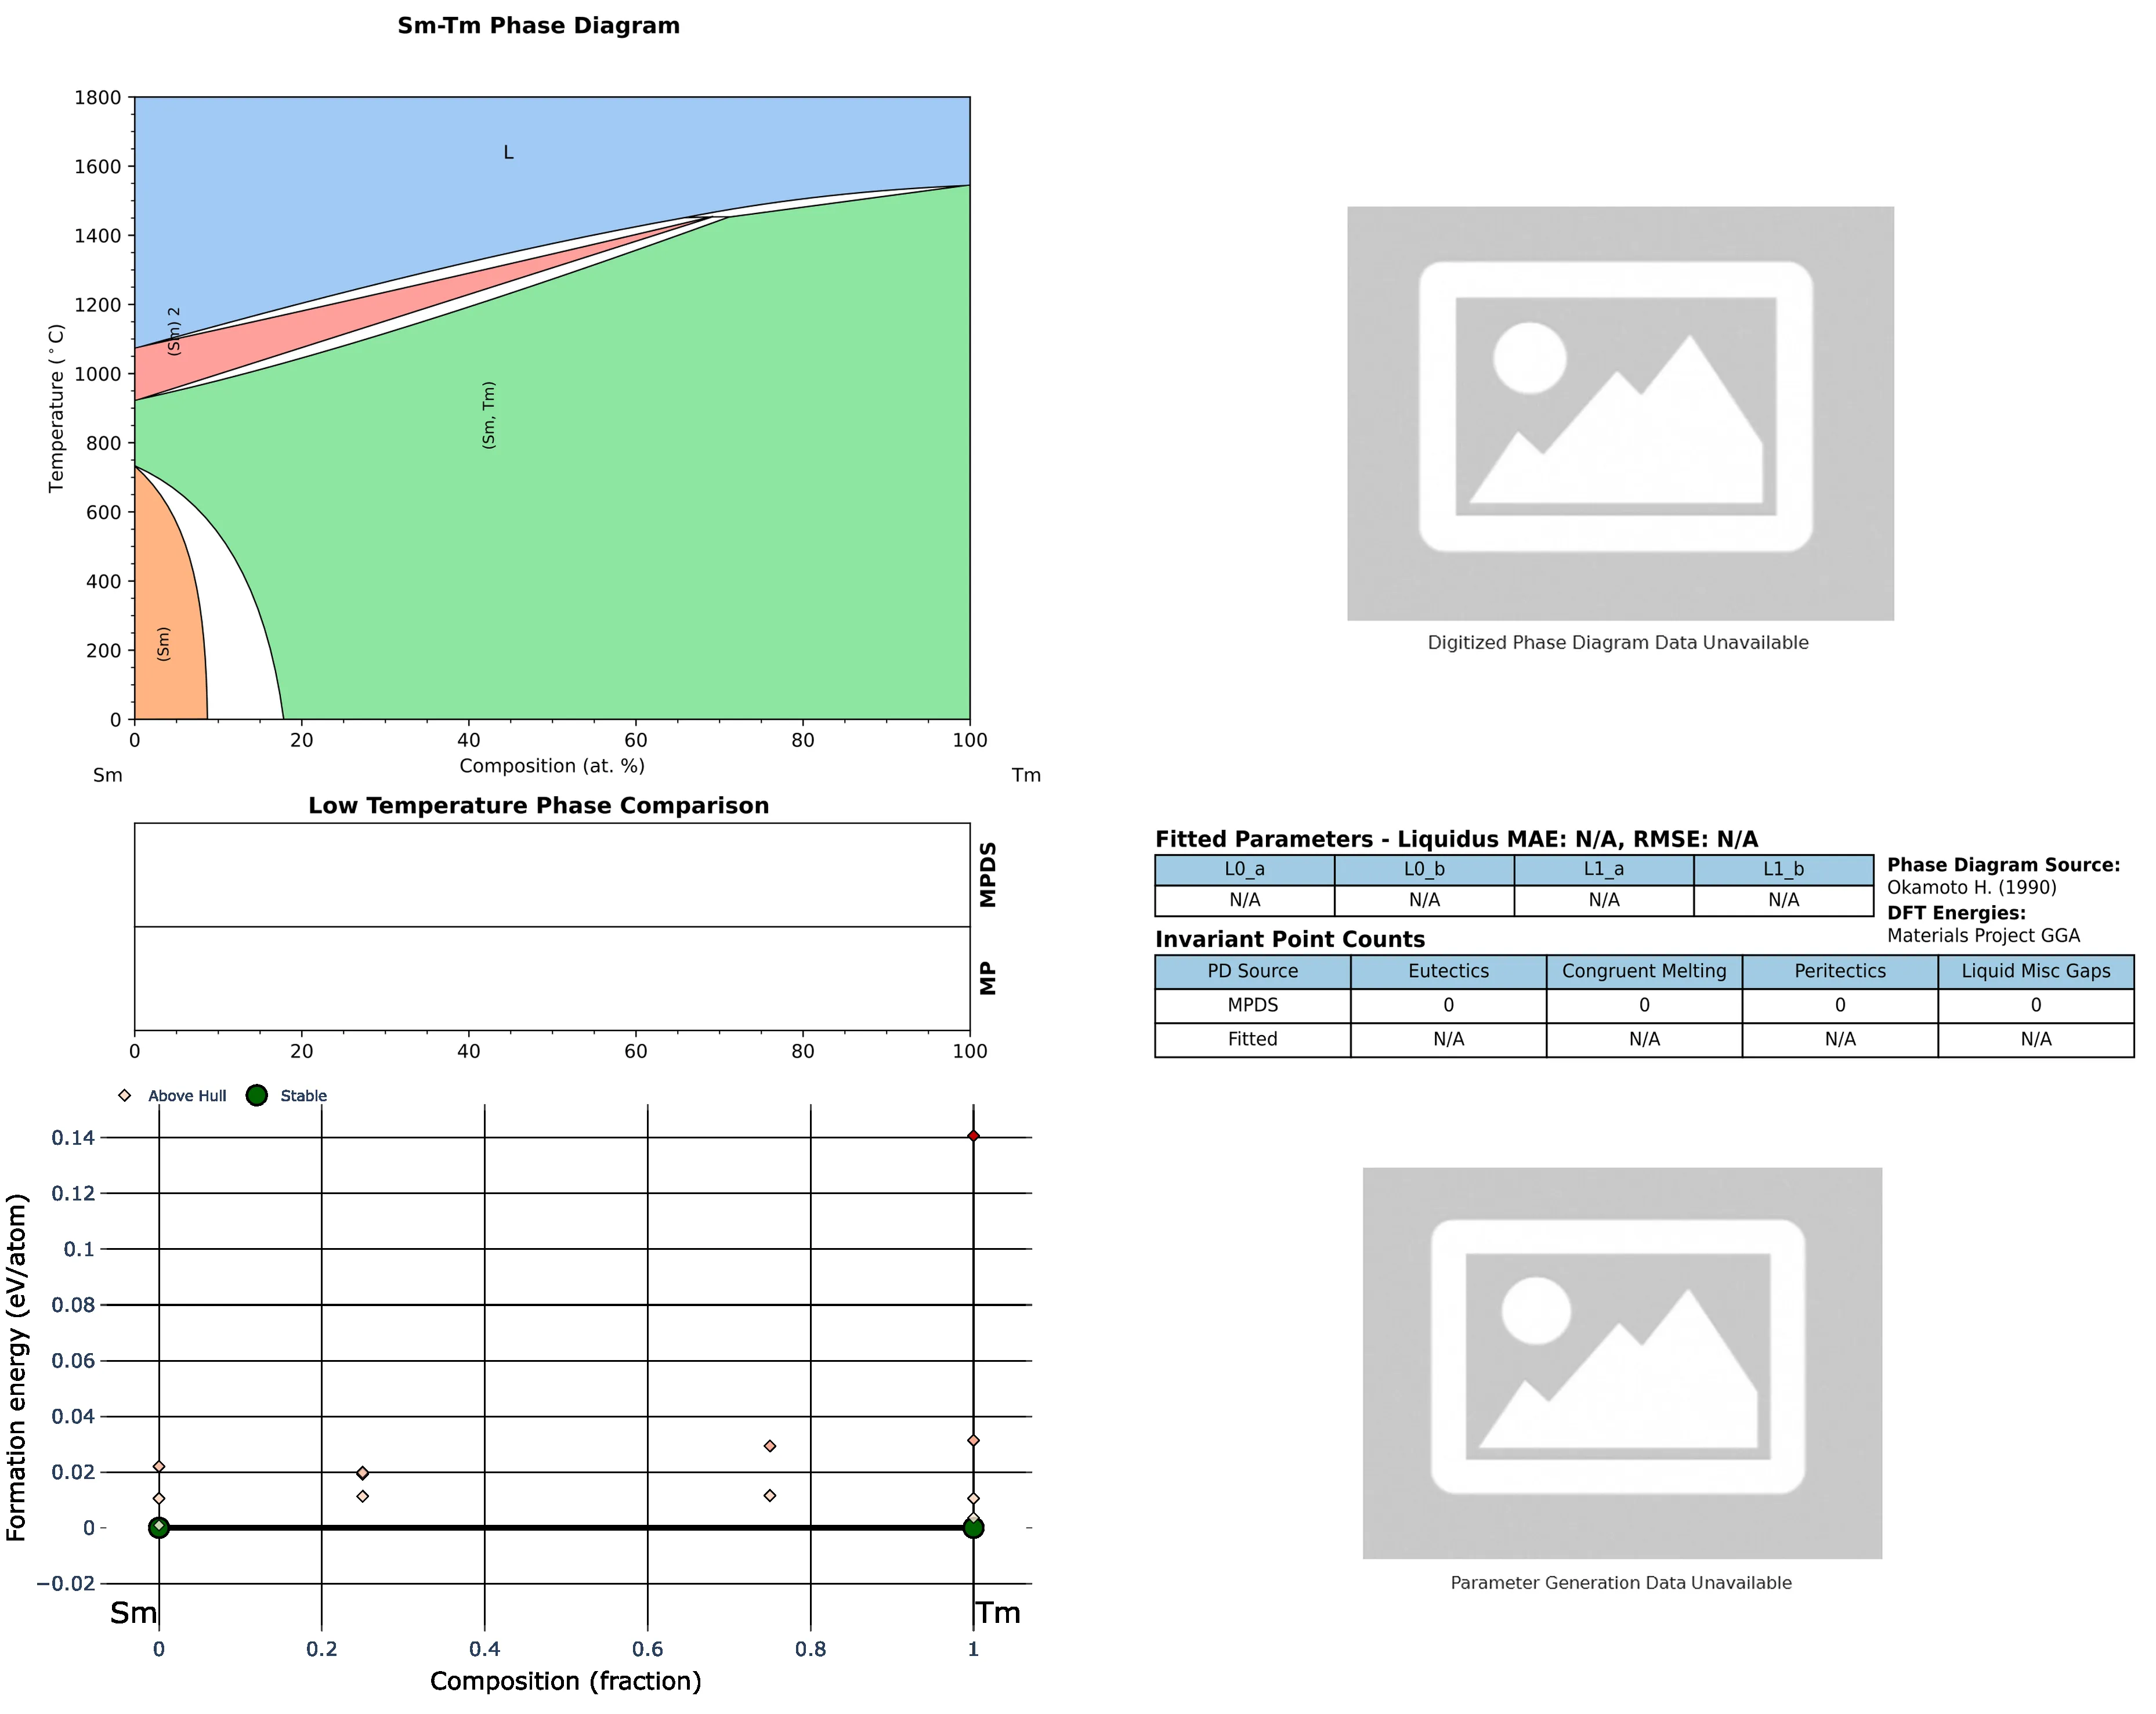 Sm-Tm Phase Diagram
1800
1600
1400
1200
1000
800
600
400
200
0
Temperature (°C)
L
(Sm) 2
(Sm, Tm)
(Sm)
0 20 40 60 80 100
Composition (at. %)
Sm Tm
Digitized Phase Diagram Data Unavailable
Low Temperature Phase Comparison
MPDS
MP
0 20 40 60 80 100
Fitted Parameters - Liquidus MAE: N/A, RMSE: N/A
L0_a L0_b L1_a L1_b
N/A N/A N/A N/A
Phase Diagram Source:
Okamoto H. (1990)
DFT Energies:
Materials Project GGA
Invariant Point Counts
PD Source Eutectics Congruent Melting Peritectics Liquid Misc Gaps
MPDS 0 0 0 0
Fitted N/A N/A N/A N/A
Above Hull Stable
0.14
0.12
0.1
0.08
0.06
0.04
0.02
0
−0.02
Formation energy (eV/atom)
Sm Tm
0 0.2 0.4 0.6 0.8 1
Composition (fraction)
Parameter Generation Data Unavailable